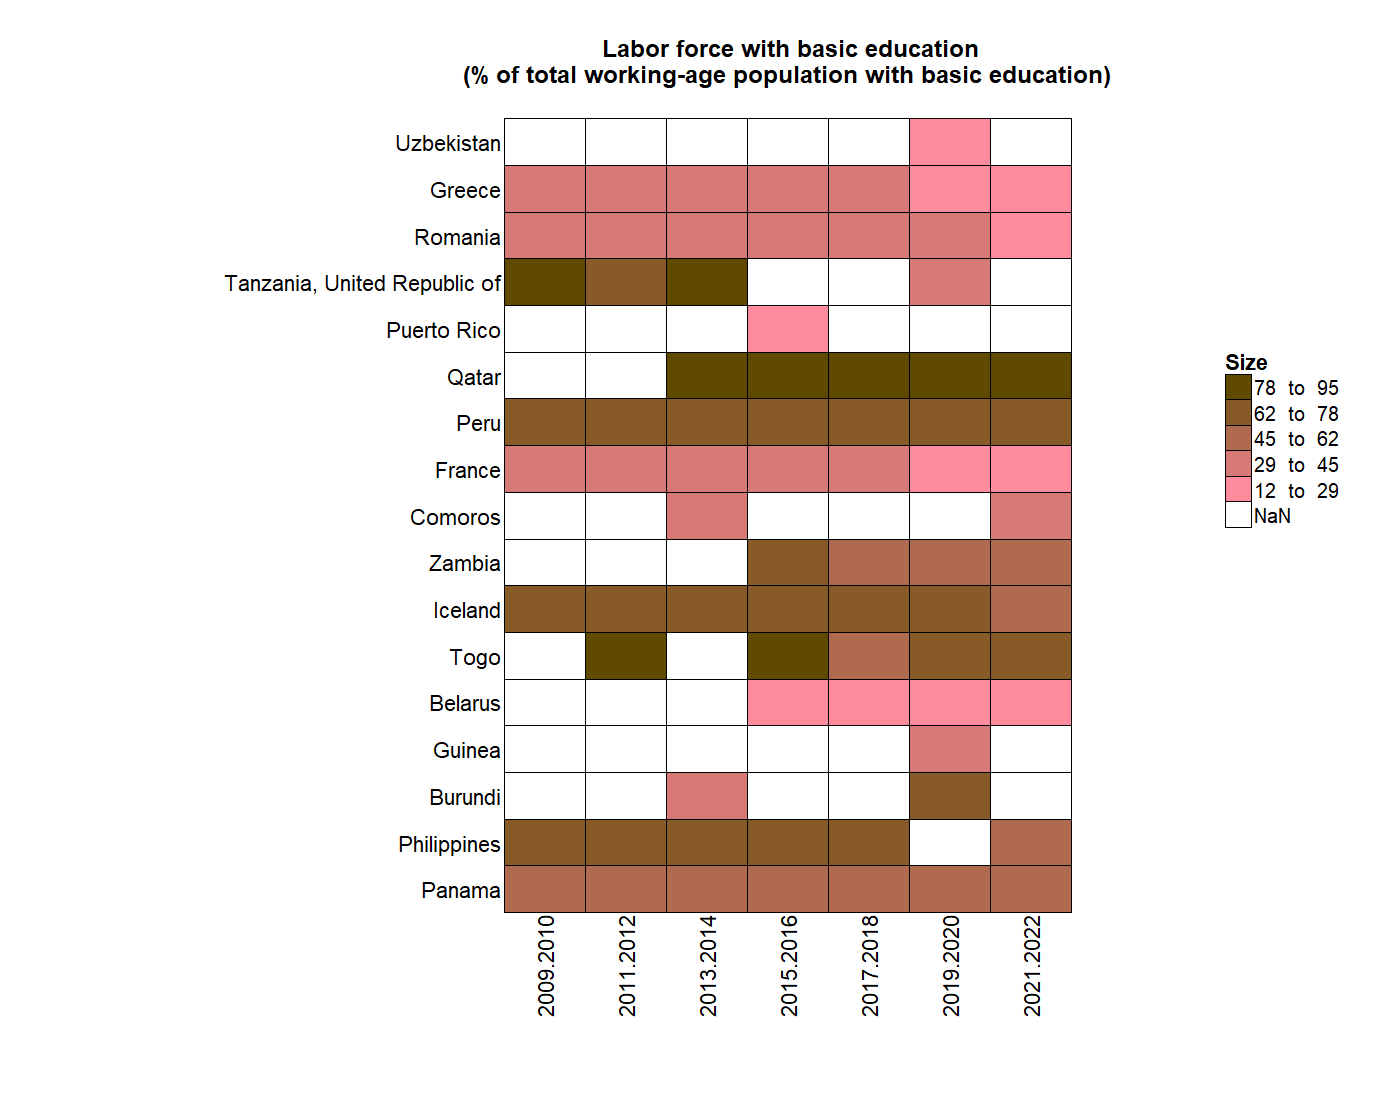 Labor force with basic education
(% of total working-age population with basic education)
Uzbekistan
Greece
Romania
Tanzania, United Republic of
Puerto Rico
Qatar
Peru
France
Comoros
Zambia
Iceland
Togo
Belarus
Guinea
Burundi
Philippines
Panama
2009.2010
2011.2012
2013.2014
2015.2016
2017.2018
2019.2020
2021.2022
Size
78 to 95
62 to 78
45 to 62
29 to 45
12 to 29
NaN